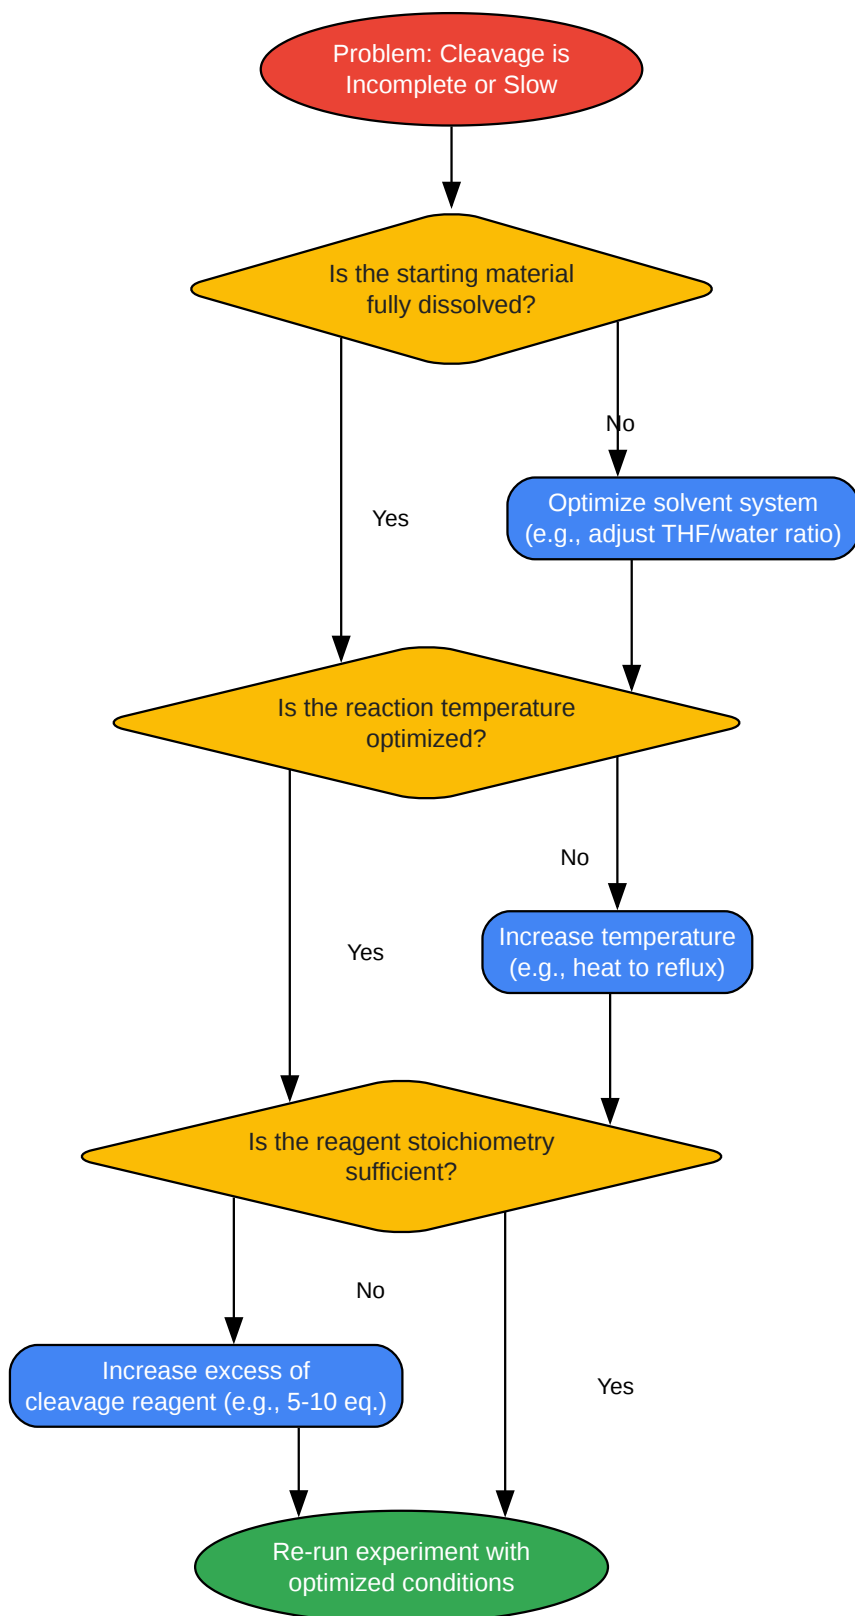 Problem: Cleavage is
Incomplete or Slow
Is the starting material
fully dissolved?
No
Optimize solvent system
(e.g., adjust THF/water ratio)
Yes
Is the reaction temperature
optimized?
No
Increase temperature
(e.g., heat to reflux)
Yes
Is the reagent stoichiometry
sufficient?
No
Increase excess of
cleavage reagent (e.g., 5-10 eq.)
Yes
Re-run experiment with
optimized conditions